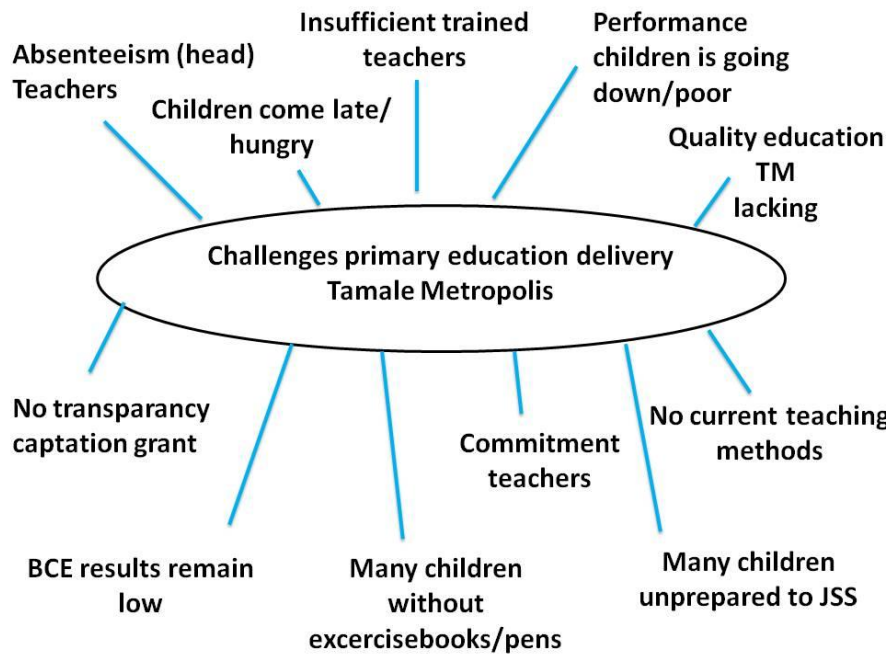 Absenteeism (head)
Teachers
Children come late/
hungry
Insufficient trained
teachers
Performance
children is going
down/poor
Quality education
TM
lacking
Challenges primary education delivery
Tamale Metropolis
No transparancy
captation grant
BCE results remain
low
Many children
without
excercisebooks/pens
Commitment
teachers
Many children
unprepared to JSS
No current teaching
methods